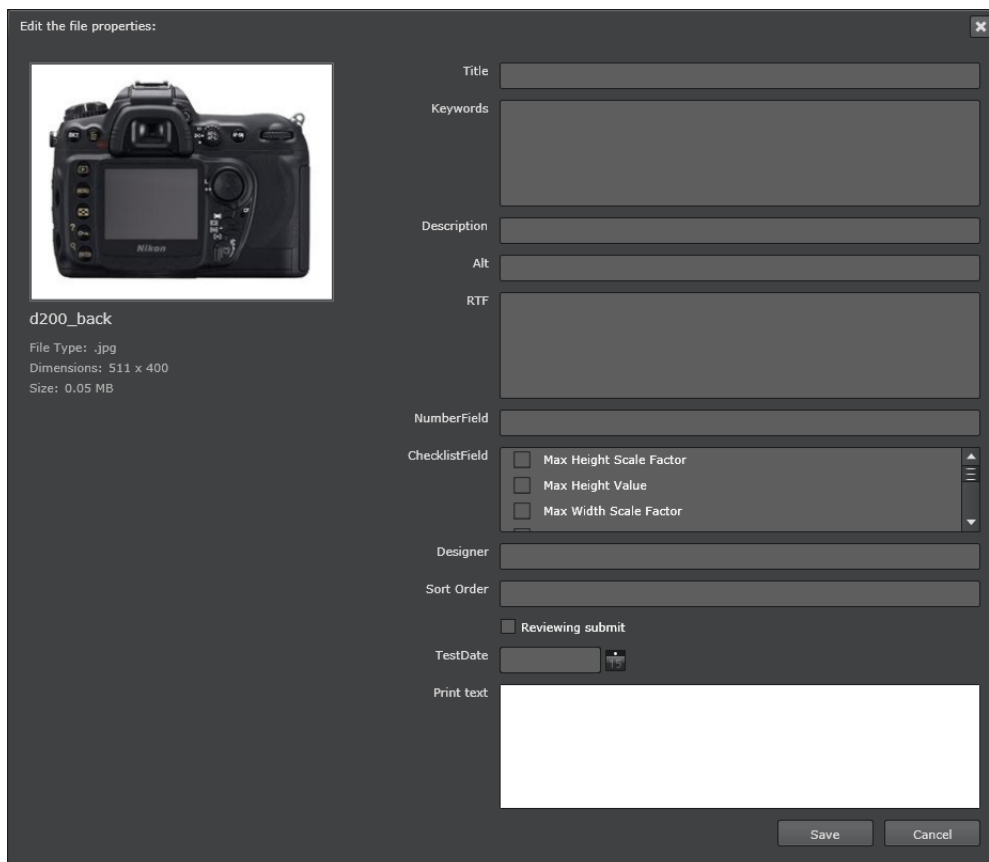 Edit the file properties:
Nikon
d200_back
File Type: .jpg
Dimensions: 511 x 400
Size: 0.05 MB
Title
Keywords
Description
Alt
RTF
NumberField
ChecklistField
Max Height Scale Factor
Max Height Value
Max Width Scale Factor
Designer
Sort Order
Reviewing submit
TestDate
15
Print text
Save
Cancel